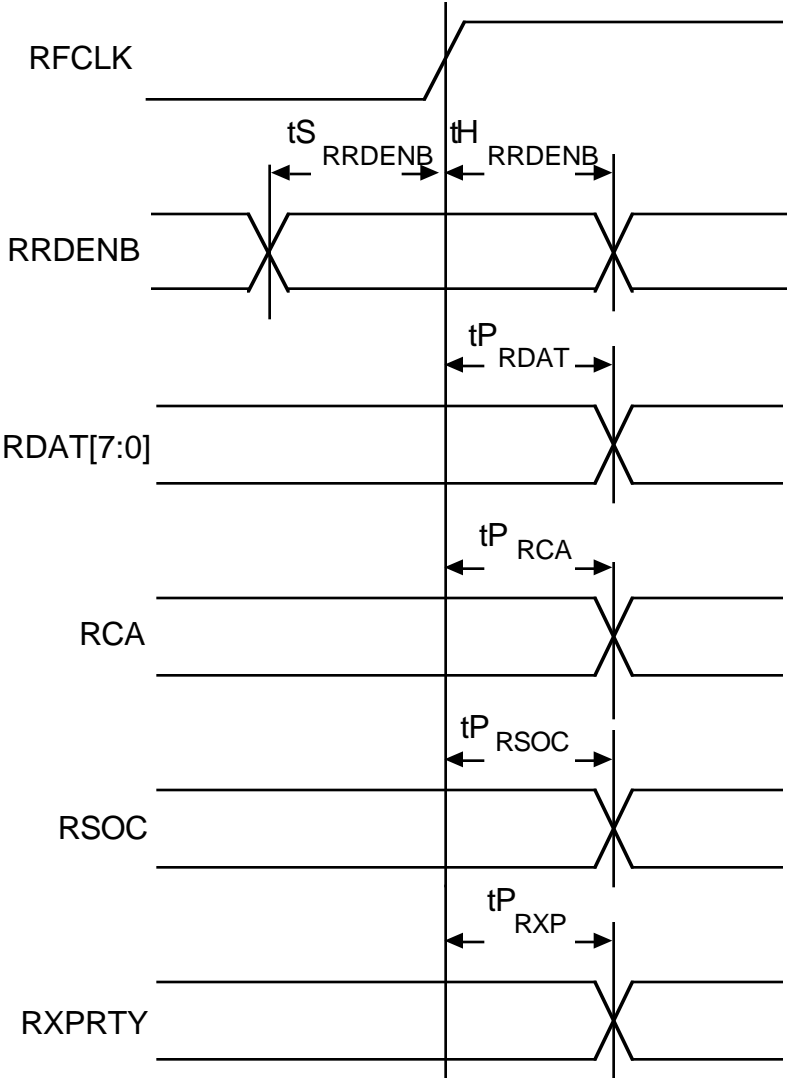 RFCLK
tS RRDENB tH RRDENB
RRDENB
tP RDAT
RDAT[7:0]
tP RCA
RCA
tP RSOC
RSOC
tP RXP
RXPRTY